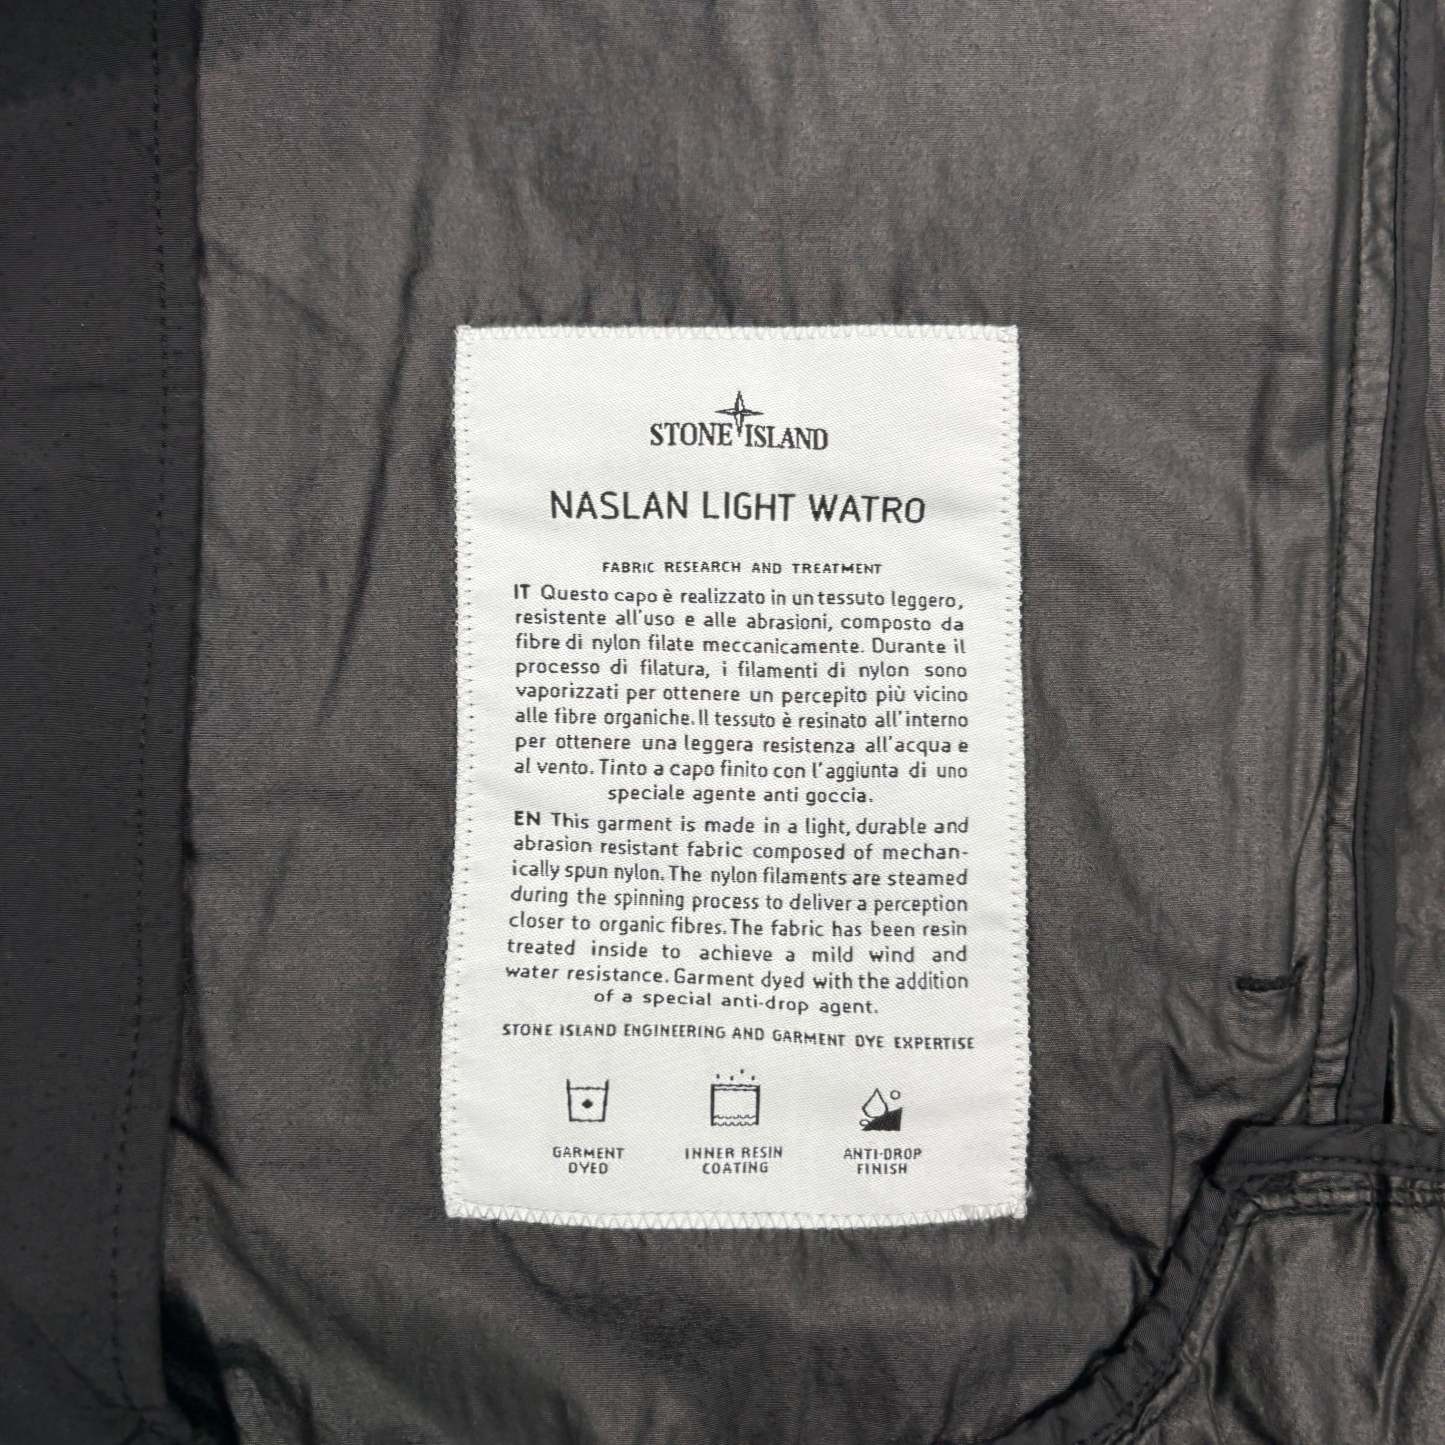 STONE ISLAND
NASLAN LIGHT WATRO
FABRIC RESEARCH AND TREATMENT
IT Questo capo è realizzato in un tessuto leggero,
resistente all'uso e alle abrasioni, composto da
fibre di nylon filate meccanicamente. Durante il
processo di filatura, i filamenti di nylon sono
vaporizzati per ottenere un percepito più vicino
alle fibre organiche. Il tessuto è resinato all'interno
per ottenere una leggera resistenza all'acqua e
al vento. Tinto a capo finito con l'aggiunta di uno
speciale agente anti goccia.
EN This garment is made in a light, durable and
abrasion resistant fabric composed of mechan-
ically spun nylon. The nylon filaments are steamed
during the spinning process to deliver a perception
closer to organic fibres. The fabric has been resin
treated inside to achieve a mild wind and
water resistance. Garment dyed with the addition
of a special anti-drop agent.
STONE ISLAND ENGINEERING AND GARMENT DYE EXPERTISE
GARMENT DYED
INNER RESIN COATING
ANTI-DROP FINISH